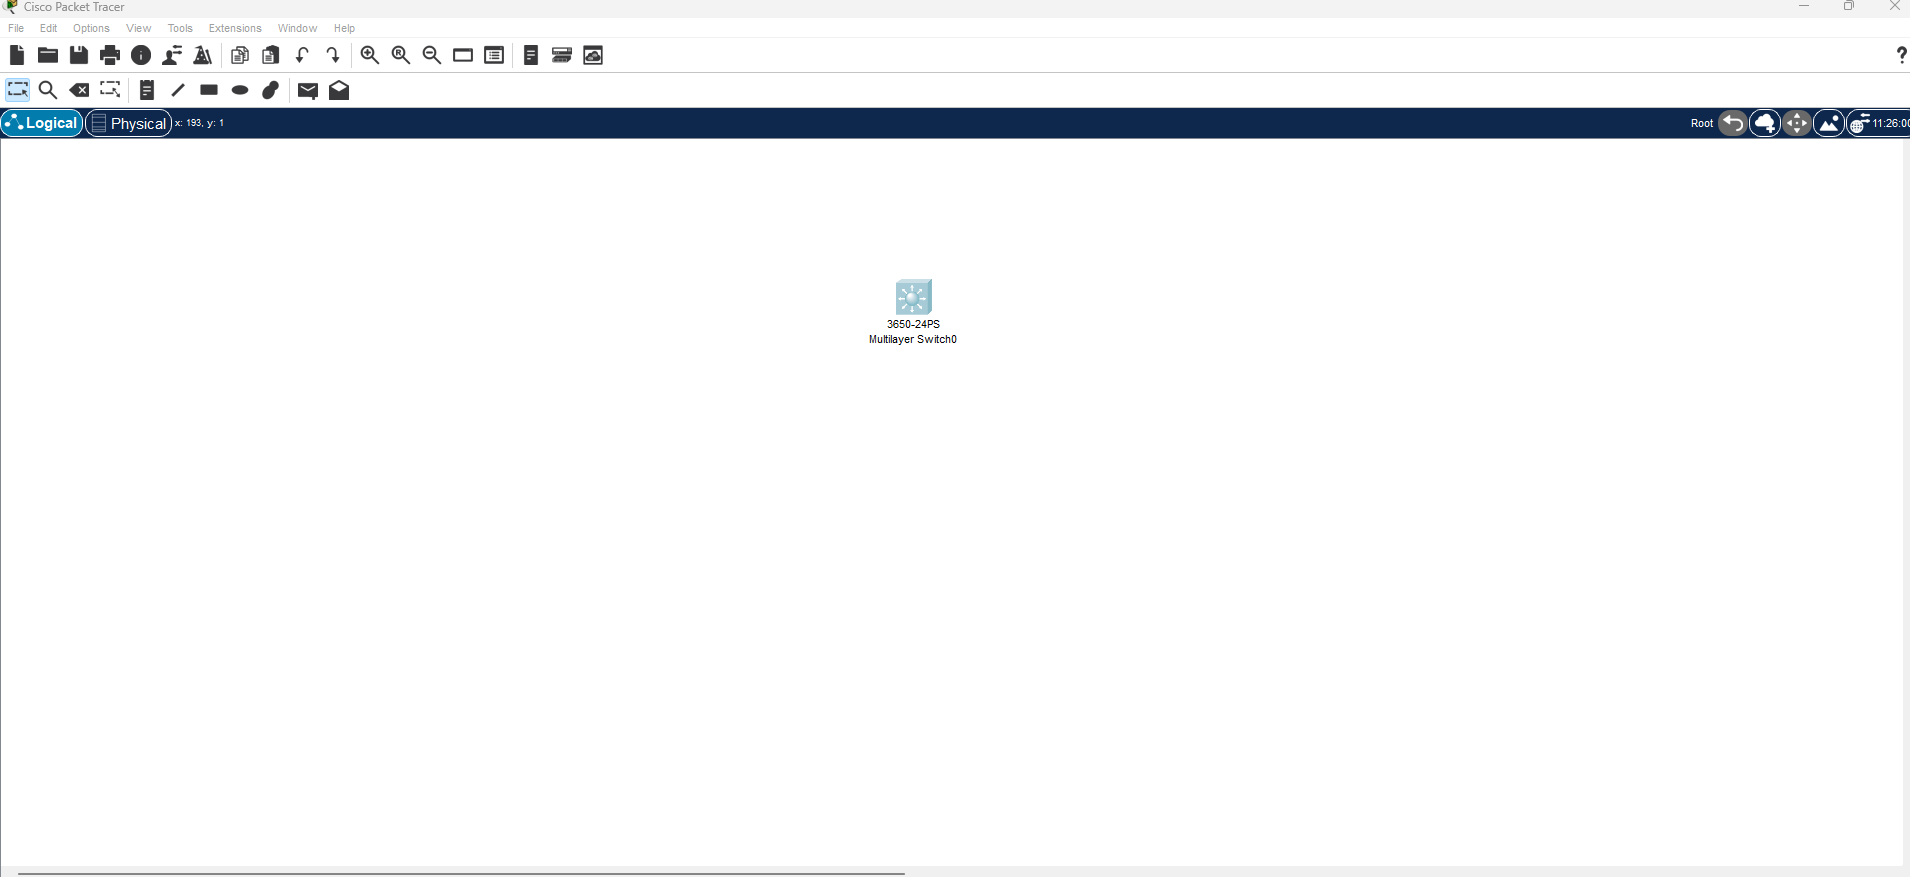 Cisco Packet Tracer
File Edit Options View Tools Extensions Window Help
Logical Physical x: 193, y: 1 Root 11:26:00
3650-24PS
Multilayer Switch0